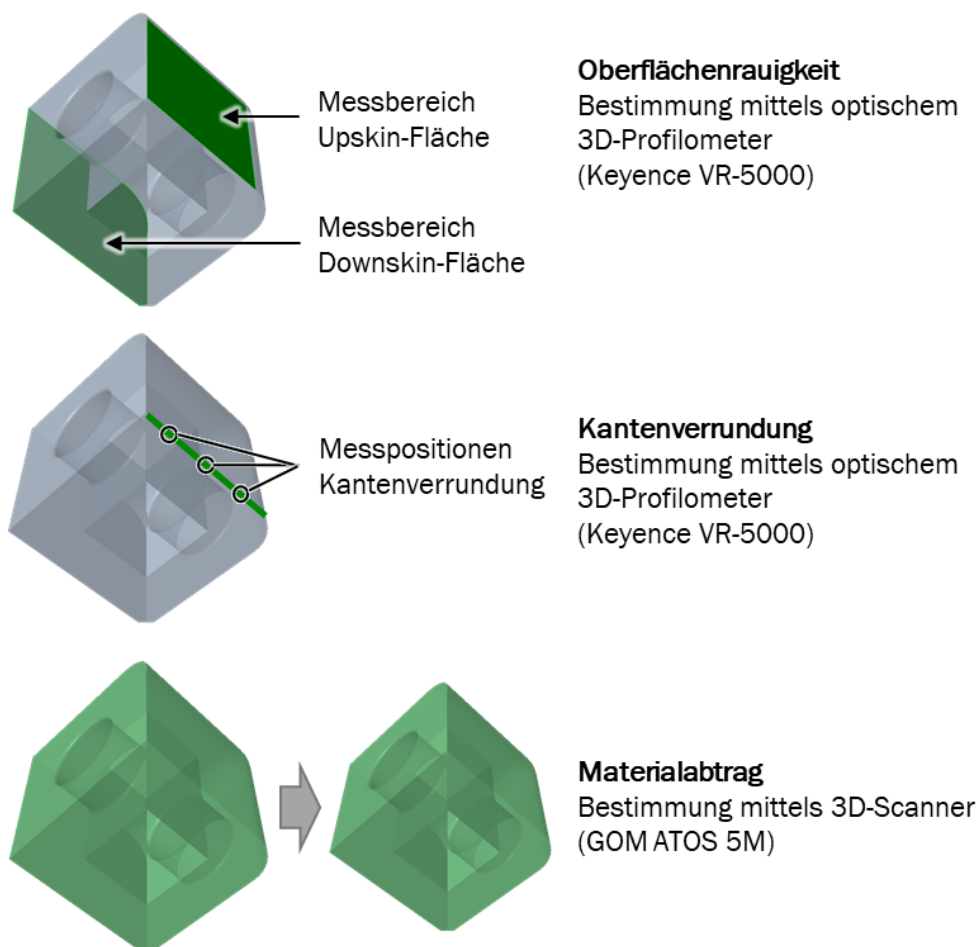 Messbereich
Upskin-Fläche
Oberflächenrauigkeit
Bestimmung mittels optischem
3D-Profilometer
(Keyence VR-5000)
Messbereich
Downskin-Fläche
Messpositionen
Kantenverrundung
Kantenverrundung
Bestimmung mittels optischem
3D-Profilometer
(Keyence VR-5000)
Materialabtrag
Bestimmung mittels 3D-Scanner
(GOM ATOS 5M)